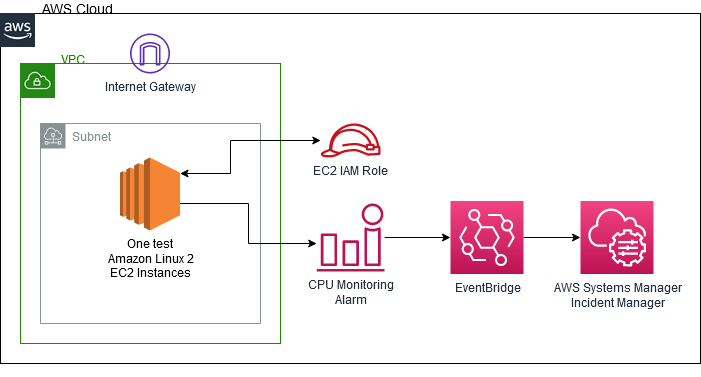 AWS Cloud
aws
VPC
Internet Gateway
Subnet
EC2 IAM Role
One test
Amazon Linux 2
EC2 Instances
CPU Monitoring
Alarm
EventBridge
AWS Systems Manager
Incident Manager